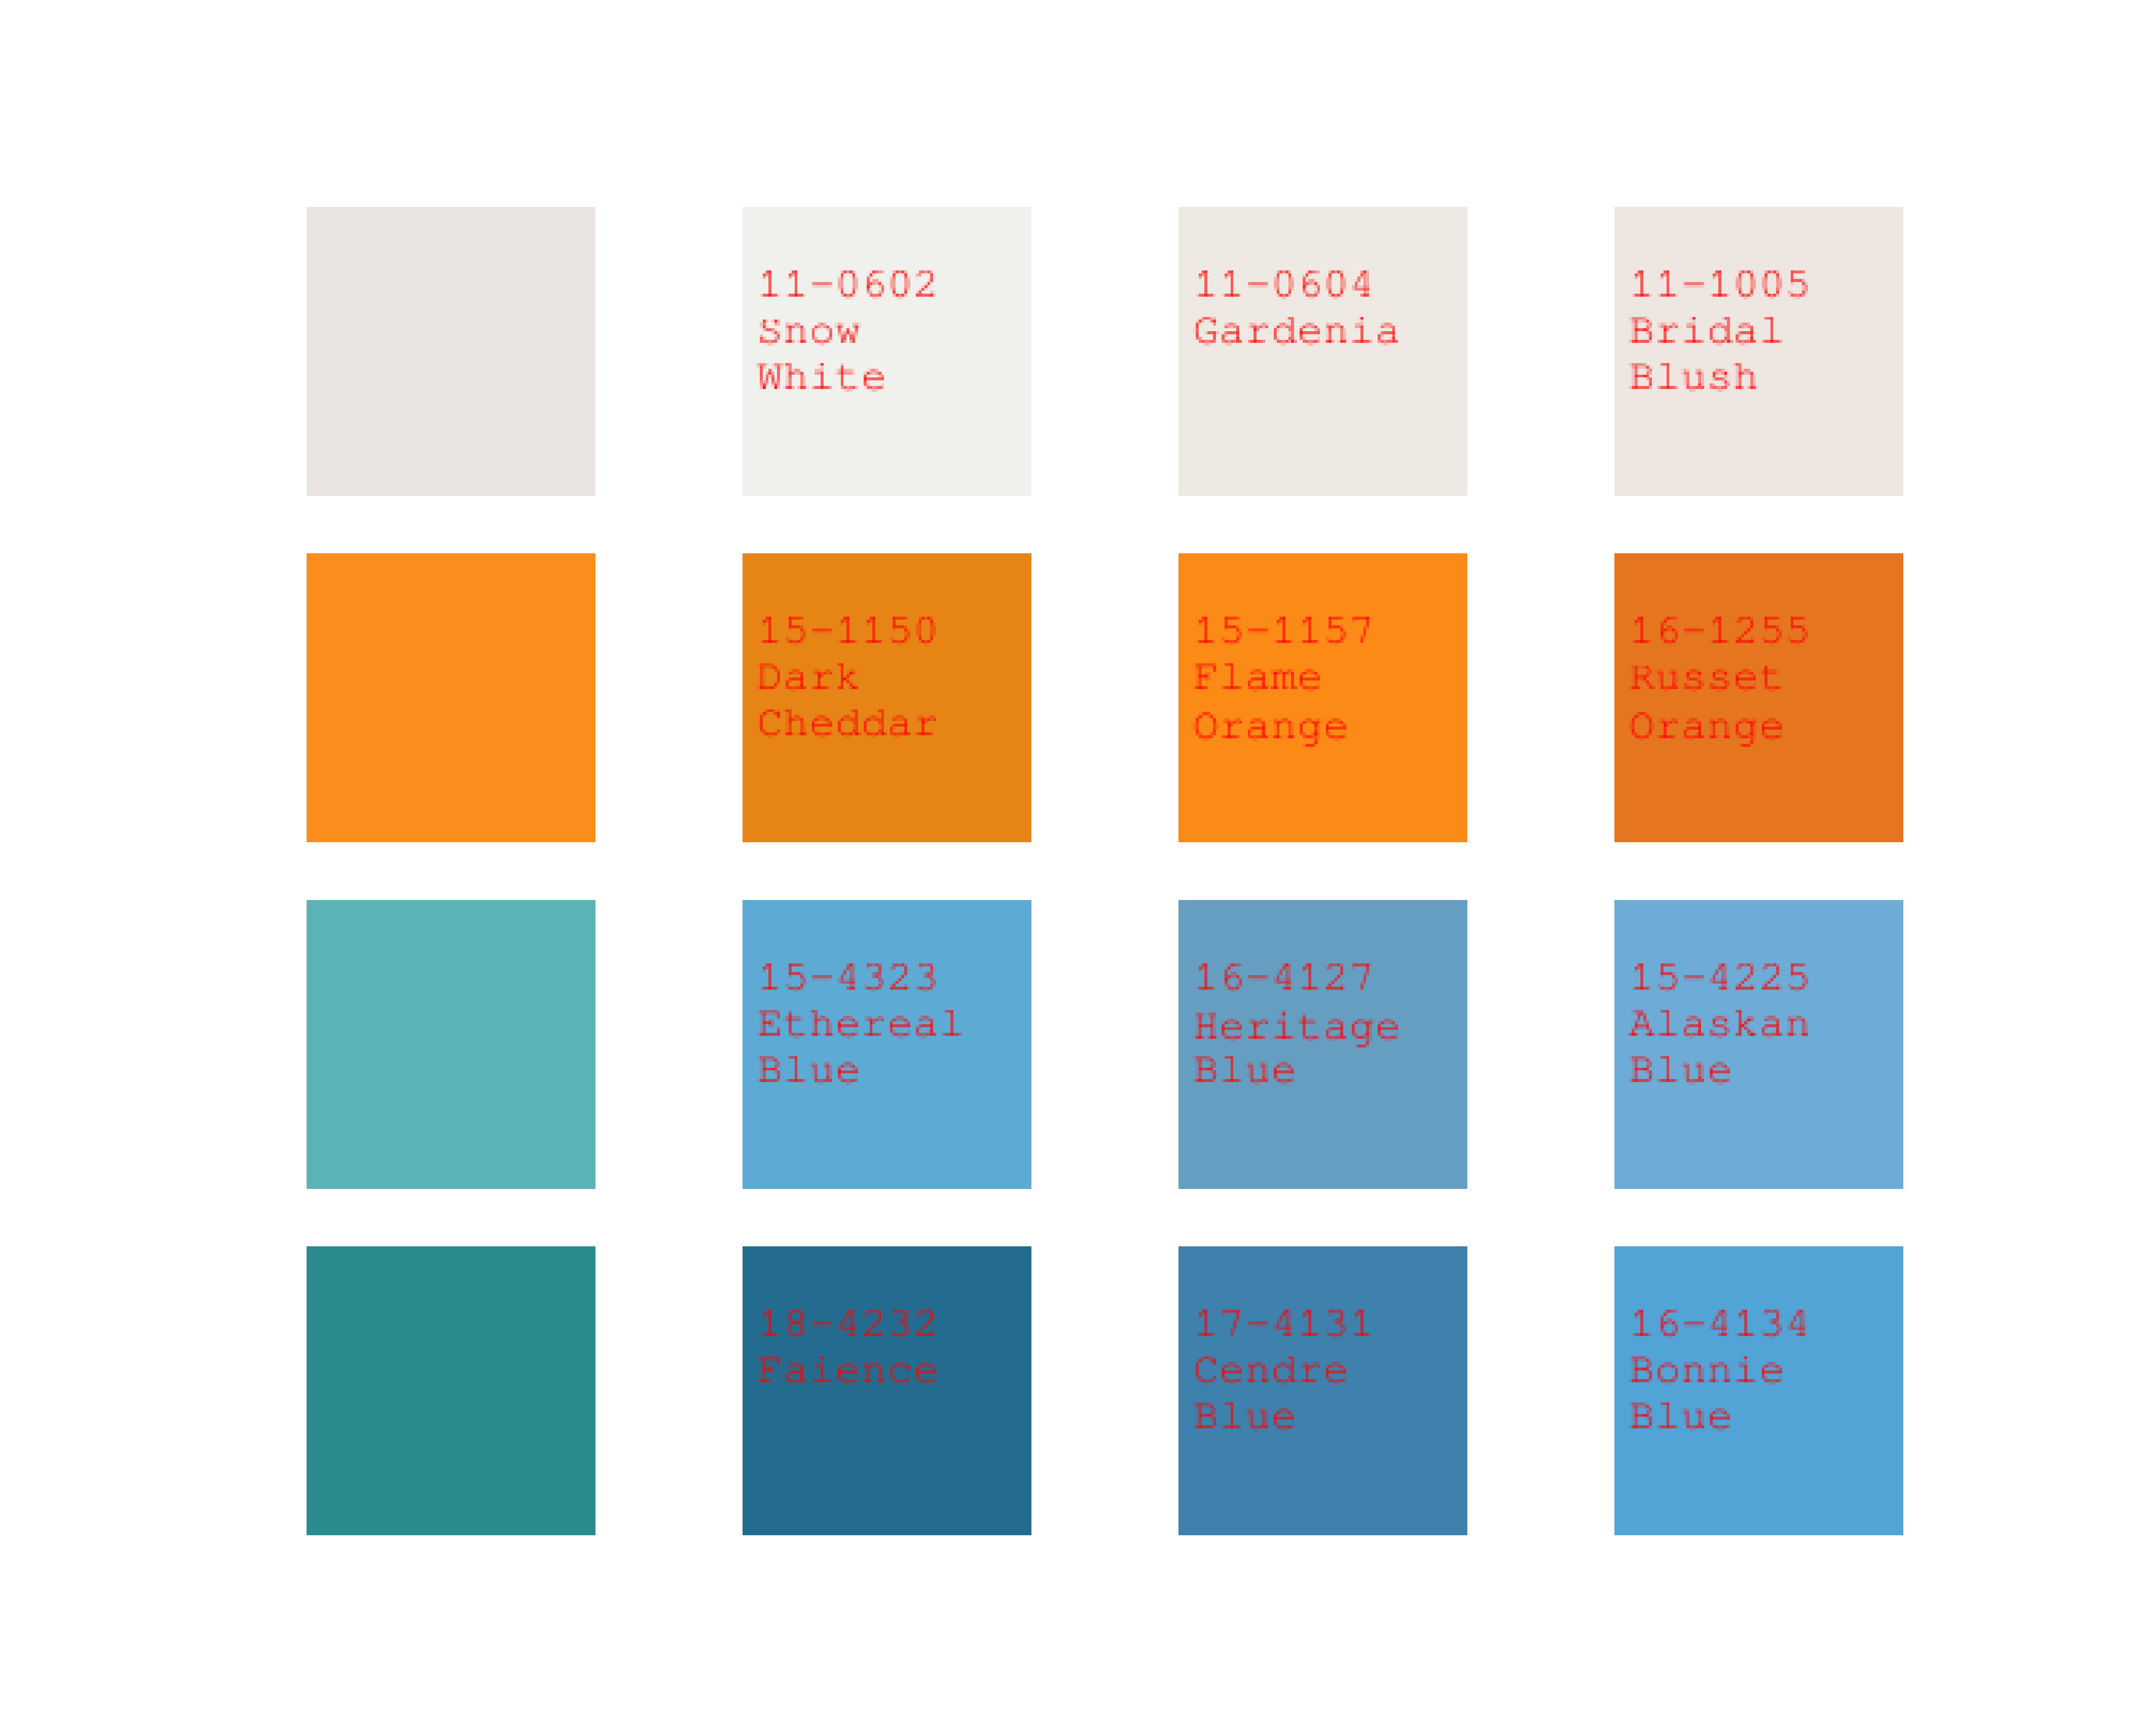 11-0602
Snow
White
11-0604
Gardenia
11-1005
Bridal
Blush
15-1150
Dark
Cheddar
15-1157
Flame
Orange
16-1255
Russet
Orange
15-4323
Ethereal
Blue
16-4127
Heritage
Blue
15-4225
Alaskan
Blue
18-4232
Faience
17-4131
Cendre
Blue
16-4134
Bonnie
Blue